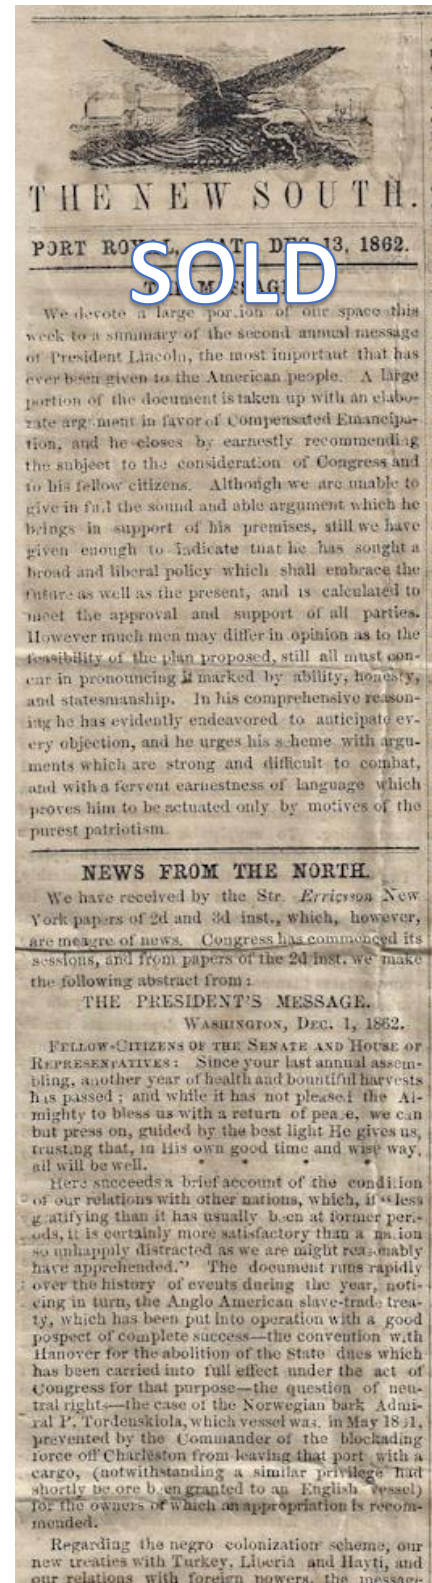 THE NEW SOUTH.
PORT ROYAL, SAT. DEC. 13, 1862.
SOLD
THE MESSAGE
We devote a large por.ion of our space this
week to a summary of the second annual message
of President Lincoln, the most important that has
ever been given to the American people. A large
portion of the document is taken up with an elabo-
rate arg ment in favor of Compensated Emancipa-
tion, and he closes by earnestly recommending
the subject to the consideration of Congress and
to his fellow citizens. Although we are unable to
give in full the sound and able argument which he
brings in support of his premises, still we have
given enough to indicate that he has sought a
broad and liberal policy which shall embrace the
future as well as the present, and is calculated to
meet the approval and support of all parties.
However much men may differ in opinion as to the
feasibility of the plan proposed, still all must con-
cur in pronouncing it marked by ability, honesty,
and statesmanship. In his comprehensive reason-
ing he has evidently endeavored to anticipate ev-
ery objection, and he urges his s heme with argu-
ments which are strong and difficult to combat,
and with a fervent earnestness of language which
proves him to be actuated only by motives of the
purest patriotism.
NEWS FROM THE NORTH.
We have received by the Str. Erricsson New
York papers of 2d and 3d inst., which, however,
are meagre of news. Congress has commenced its
sessions, and from papers of the 2d inst. we make
the following abstract from:
THE PRESIDENT'S MESSAGE.
WASHINGTON, DEC. 1, 1862.
FELLOW-CITIZENS OF THE SENATE AND HOUSE OF
REPRESENTATIVES: Since your last annual assem-
bling, another year of health and bountiful harvests
has passed; and while it has not pleased the Al-
mighty to bless us with a return of peace, we can
but press on, guided by the best light He gives us,
trusting that, in His own good time and wise way,
all will be well. * * * *
Here succeeds a brief account of the condition
of our relations with other nations, which, if "less
g atifying than it has usually been at former peri-
ods, it is certainly more satisfactory than a na.ion
so unhappily distracted as we are might reasonably
have apprehended." The document runs rapidly
over the history of events during the year, noti-
cing in turn, the Anglo American slave-trade trea-
ty, which has been put into operation with a good
pospect of complete success—the convention with
Hanover for the abolition of the State dues which
has been carried into full effect under the act of
Congress for that purpose—the question of neu-
tral rights—the case of the Norwegian bark Admi-
ral P. Tordenskiola, which vessel was, in May 1861,
prevented by the Commander of the blockading
force off Charleston from leaving that port with a
cargo, (notwithstanding a similar privilege had
shortly be ore b en granted to an English vessel)
for the owners of which an appropriation is recom-
mended.
Regarding the negro colonization scheme, our
new treaties with Turkey, Liberia and Hayti, and
our relations with foreign powers, the message